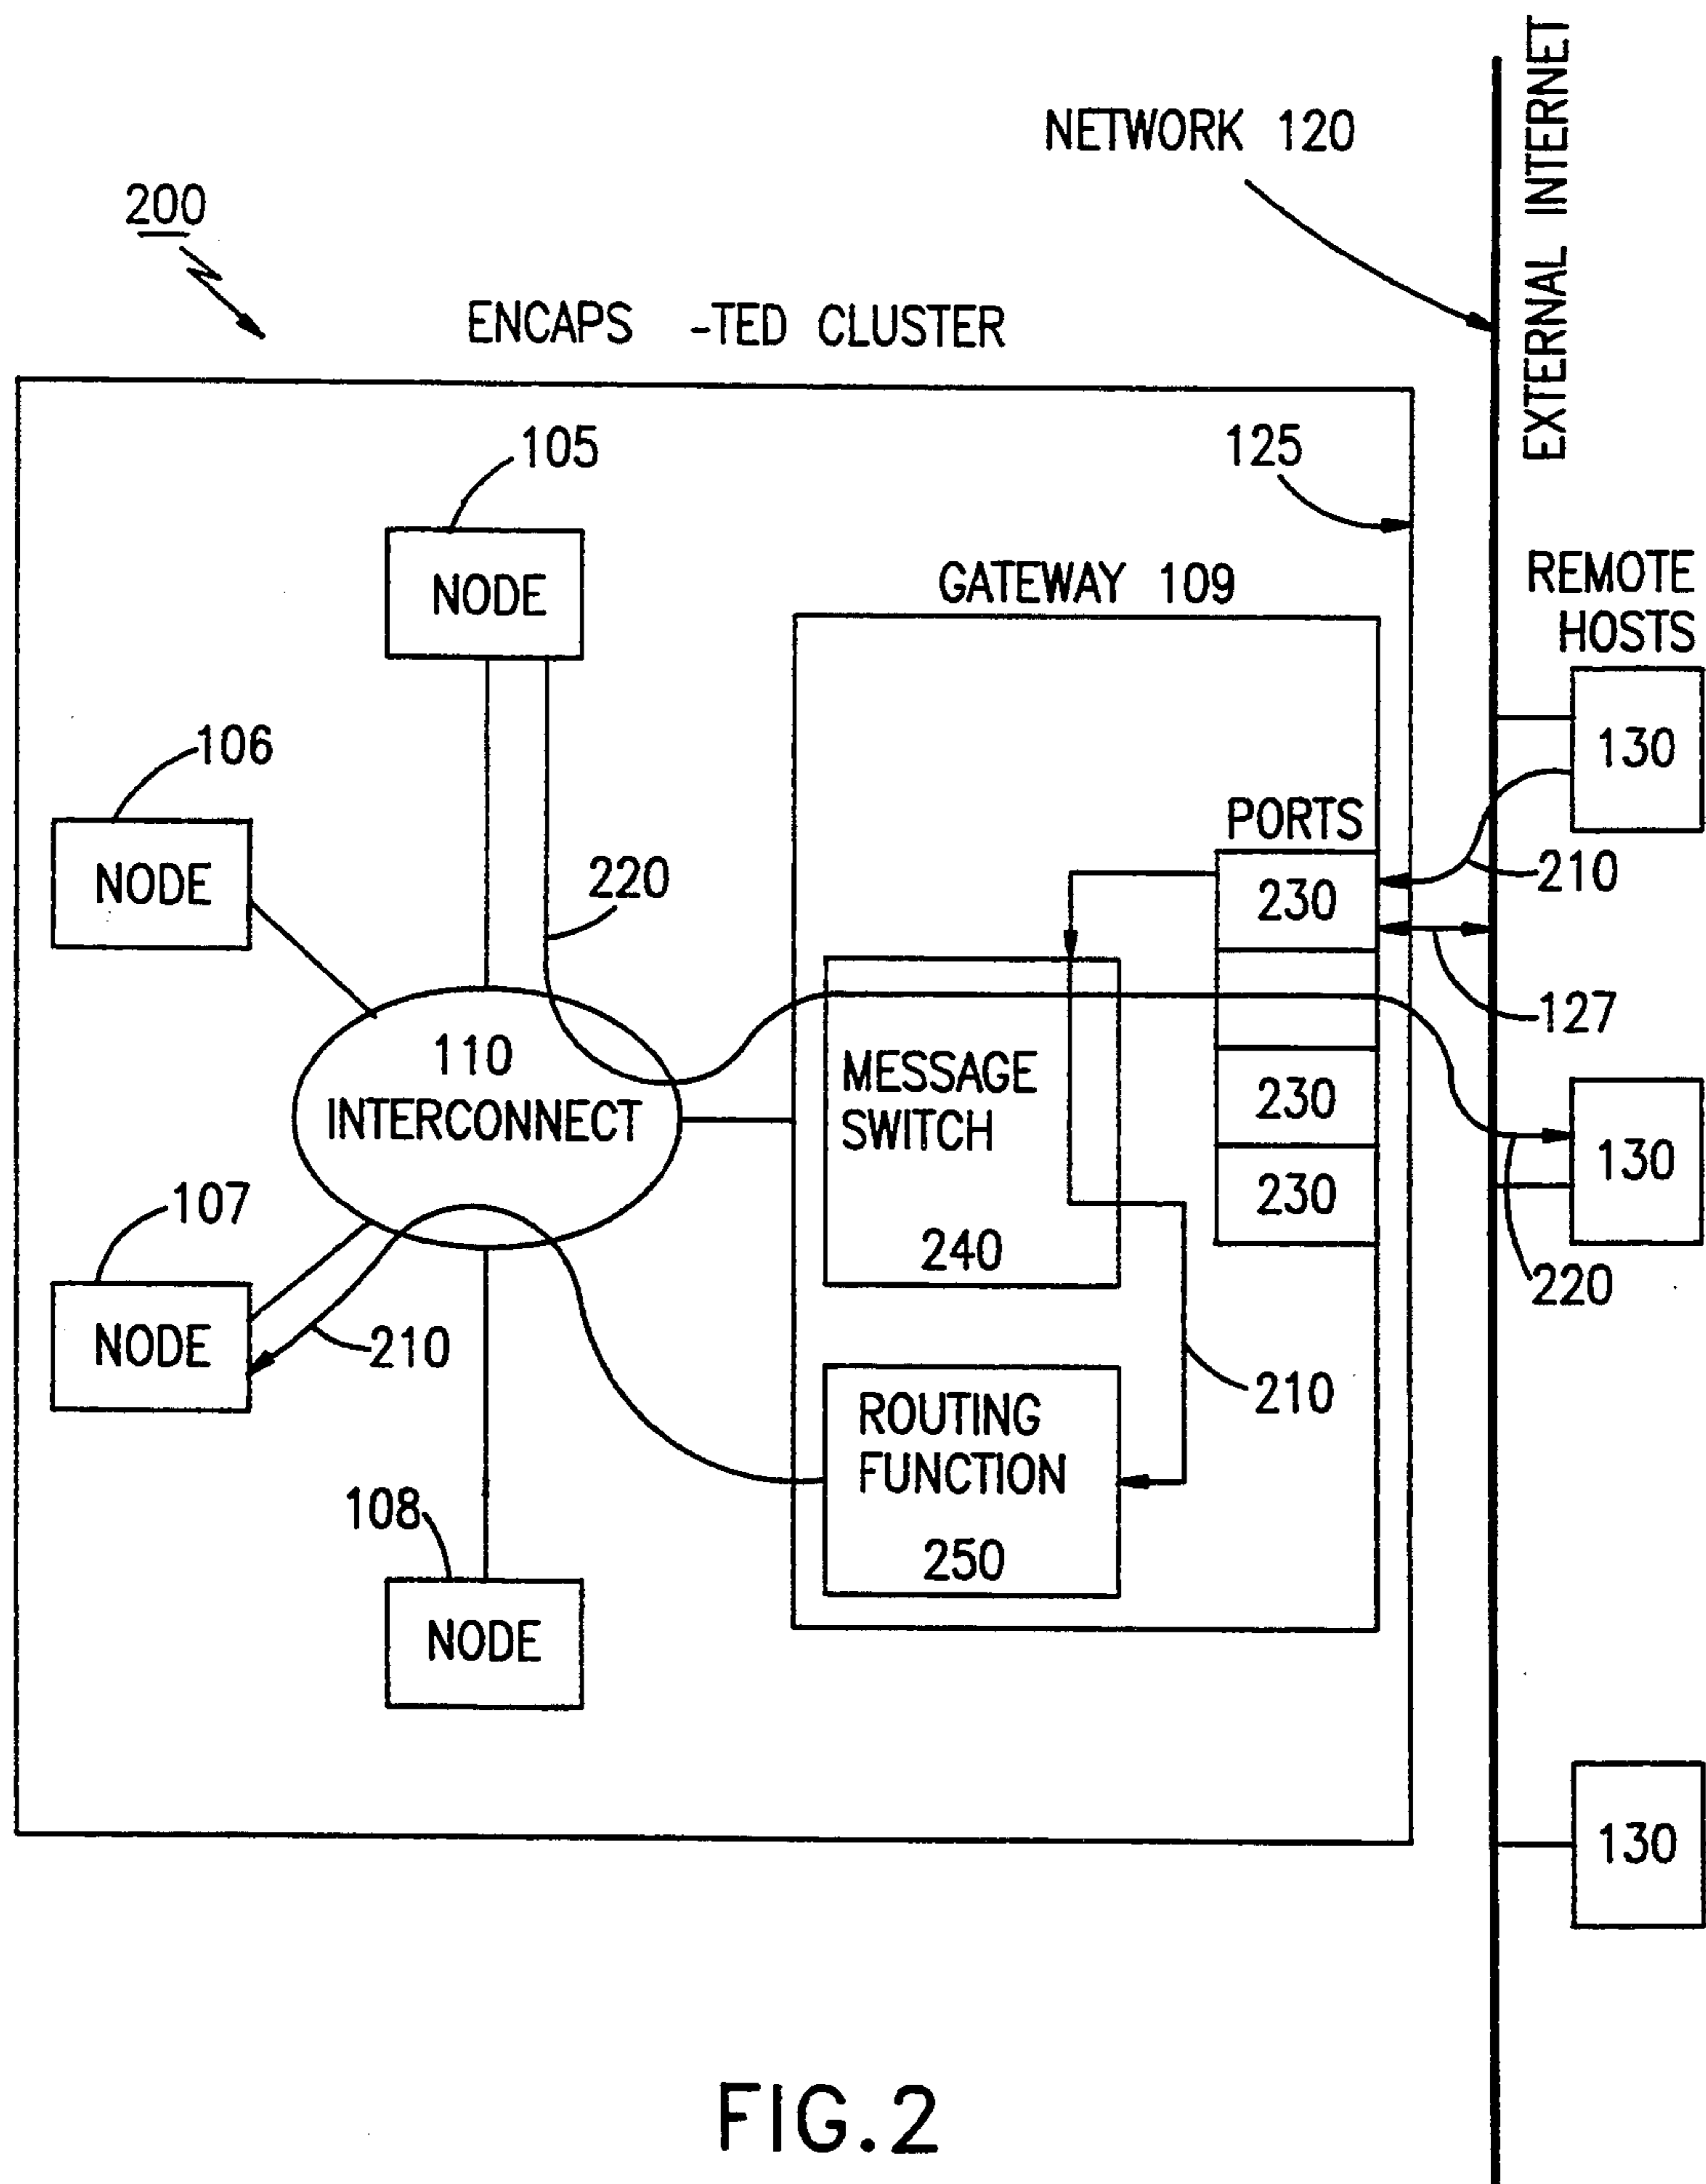 EXTERNAL INTERNET
NETWORK 120
200
ENCAPS -TED CLUSTER
105
125
GATEWAY 109
REMOTE
HOSTS
NODE
106
130
PORTS
NODE
220
230
210
127
110
INTERCONNECT
MESSAGE
SWITCH
230
130
107
230
240
220
NODE
210
210
ROUTING
FUNCTION
108
250
NODE
130
FIG.2